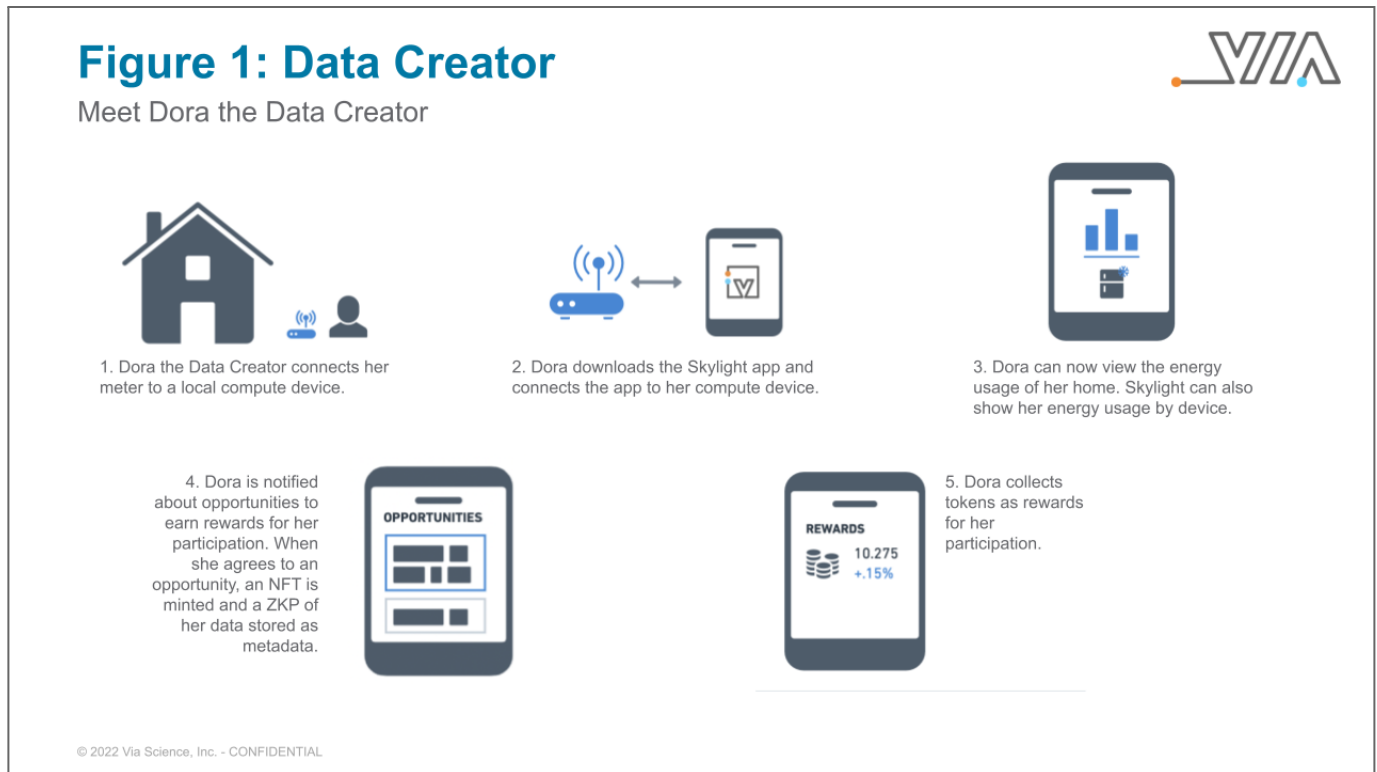 Figure 1: Data Creator
VIA
Meet Dora the Data Creator
1. Dora the Data Creator connects her
meter to a local compute device.
2. Dora downloads the Skylight app and
connects the app to her compute device.
3. Dora can now view the energy
usage of her home. Skylight can also
show her energy usage by device.
4. Dora is notified
about opportunities to
earn rewards for her
participation. When
she agrees to an
opportunity, an NFT is
minted and a ZKP of
her data stored as
metadata.
OPPORTUNITIES
REWARDS
10.275
+.15%
5. Dora collects
tokens as rewards
for her
participation.
© 2022 Via Science, Inc. - CONFIDENTIAL